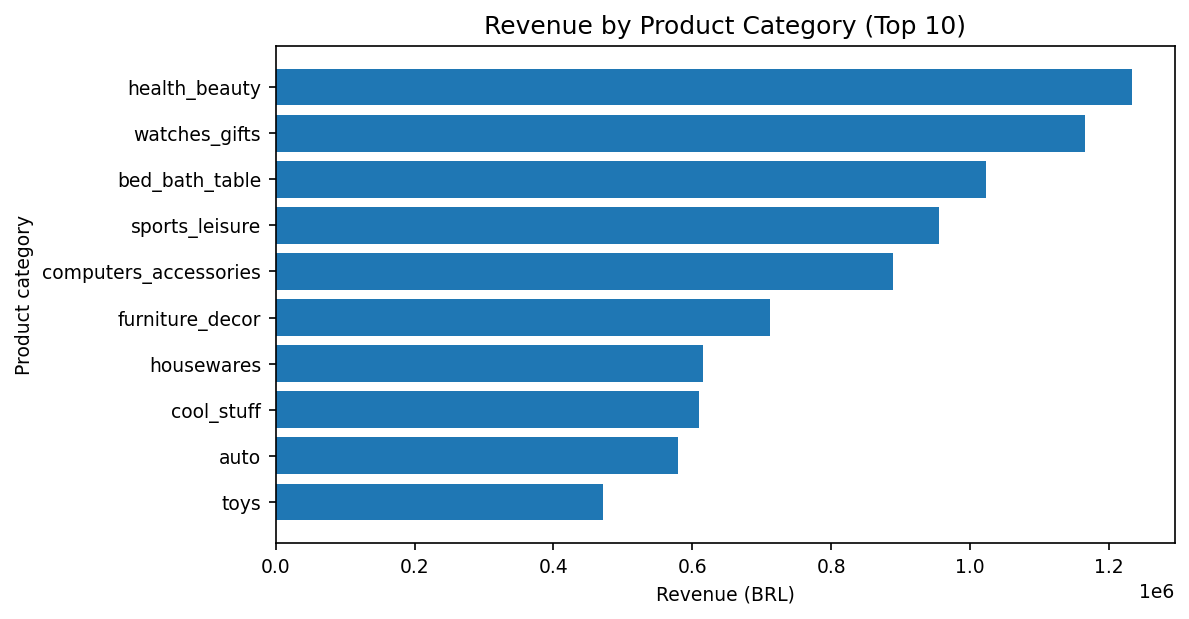 Revenue by Product Category (Top 10)
Product category
health_beauty
watches_gifts
bed_bath_table
sports_leisure
computers_accessories
furniture_decor
housewares
cool_stuff
auto
toys
0.0 0.2 0.4 0.6 0.8 1.0 1.2
1e6
Revenue (BRL)